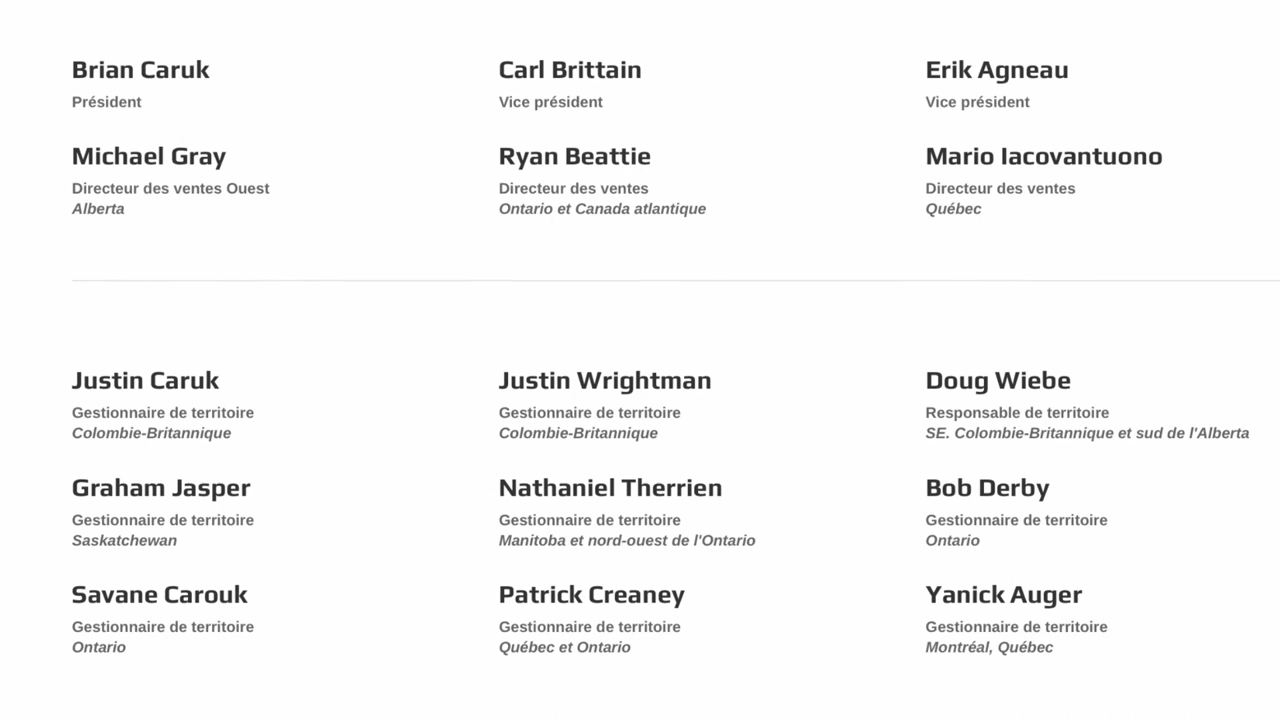 Brian Caruk
Président
Carl Brittain
Vice président
Erik Agneau
Vice président
Michael Gray
Directeur des ventes Ouest
Alberta
Ryan Beattie
Directeur des ventes
Ontario et Canada atlantique
Mario Iacovantuono
Directeur des ventes
Québec
Justin Caruk
Gestionnaire de territoire
Colombie-Britannique
Justin Wrightman
Gestionnaire de territoire
Colombie-Britannique
Doug Wiebe
Responsable de territoire
SE. Colombie-Britannique et sud de l'Alberta
Graham Jasper
Gestionnaire de territoire
Saskatchewan
Nathaniel Therrien
Gestionnaire de territoire
Manitoba et nord-ouest de l'Ontario
Bob Derby
Gestionnaire de territoire
Ontario
Savane Carouk
Gestionnaire de territoire
Ontario
Patrick Creaney
Gestionnaire de territoire
Québec et Ontario
Yanick Auger
Gestionnaire de territoire
Montréal, Québec